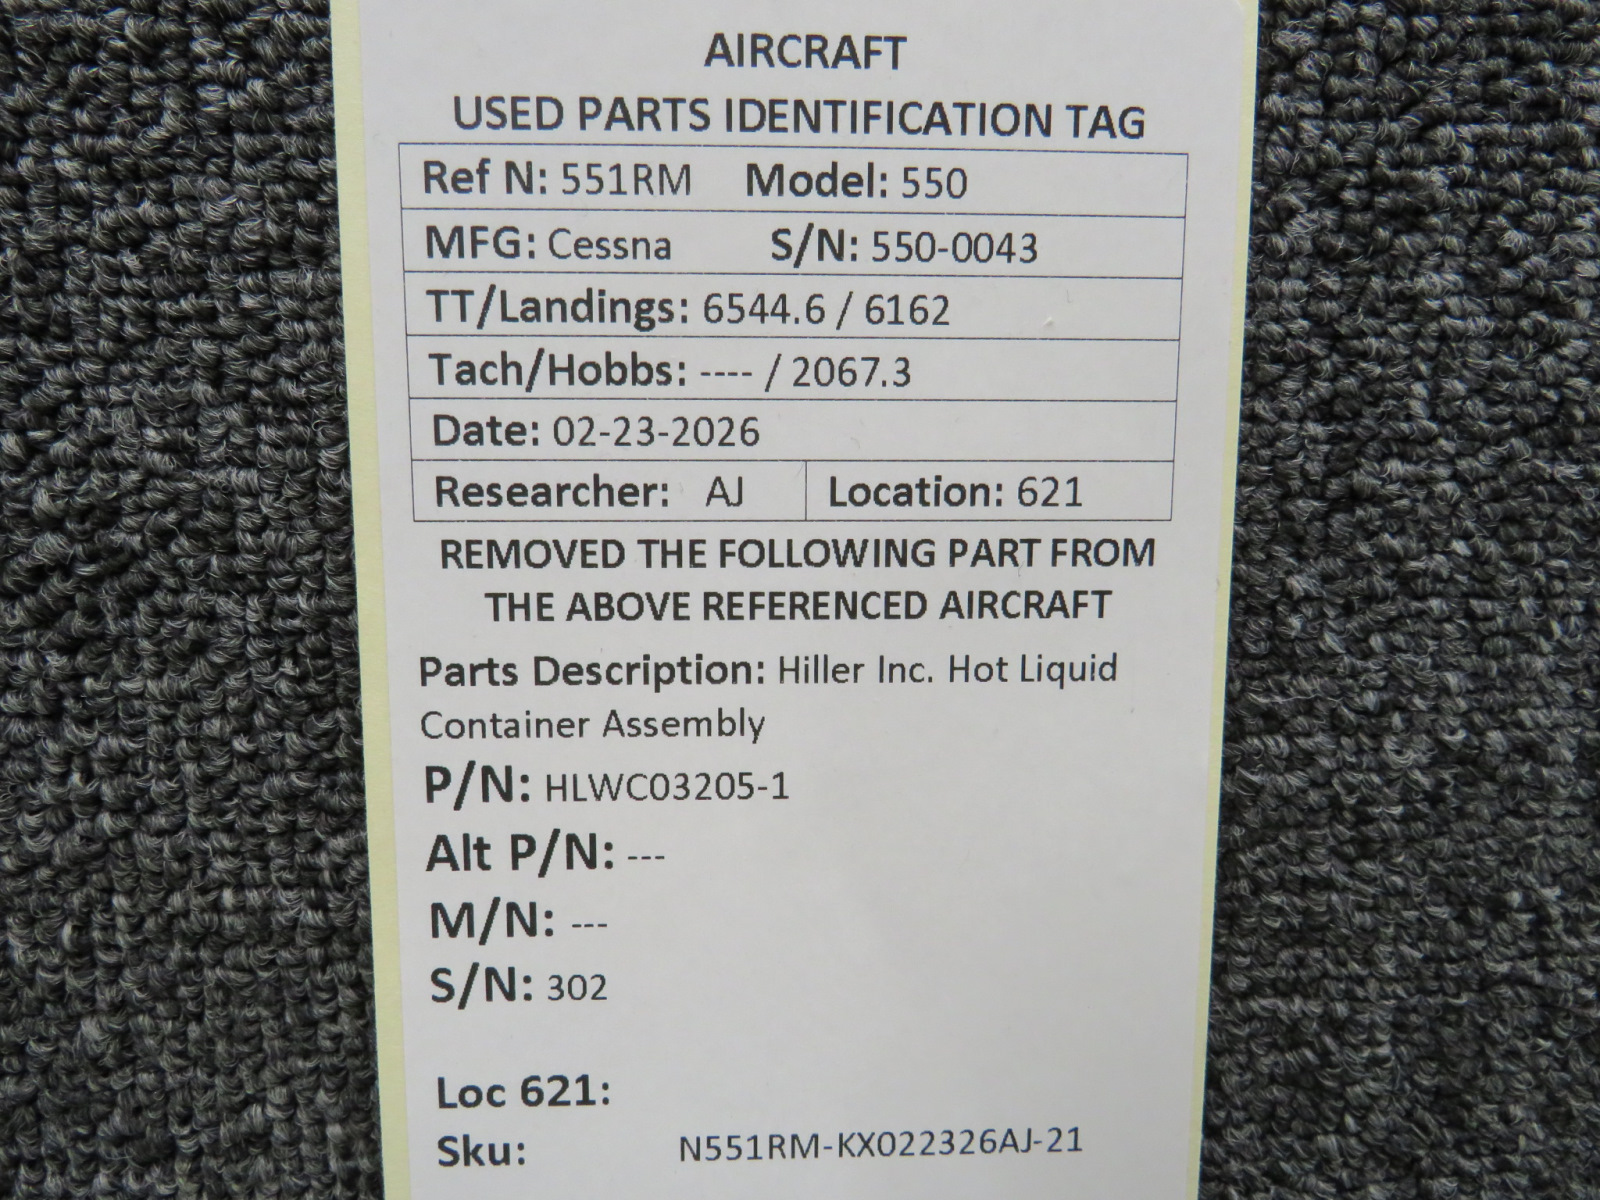 AIRCRAFT
USED PARTS IDENTIFICATION TAG
Ref N: 551RM Model: 550
MFG: Cessna S/N: 550-0043
TT/Landings: 6544.6 / 6162
Tach/Hobbs: ---- / 2067.3
Date: 02-23-2026
Researcher: AJ Location: 621
REMOVED THE FOLLOWING PART FROM
THE ABOVE REFERENCED AIRCRAFT
Parts Description: Hiller Inc. Hot Liquid
Container Assembly
P/N: HLWC03205-1
Alt P/N: ---
M/N: ---
S/N: 302
Loc 621:
Sku: N551RM-KX022326AJ-21